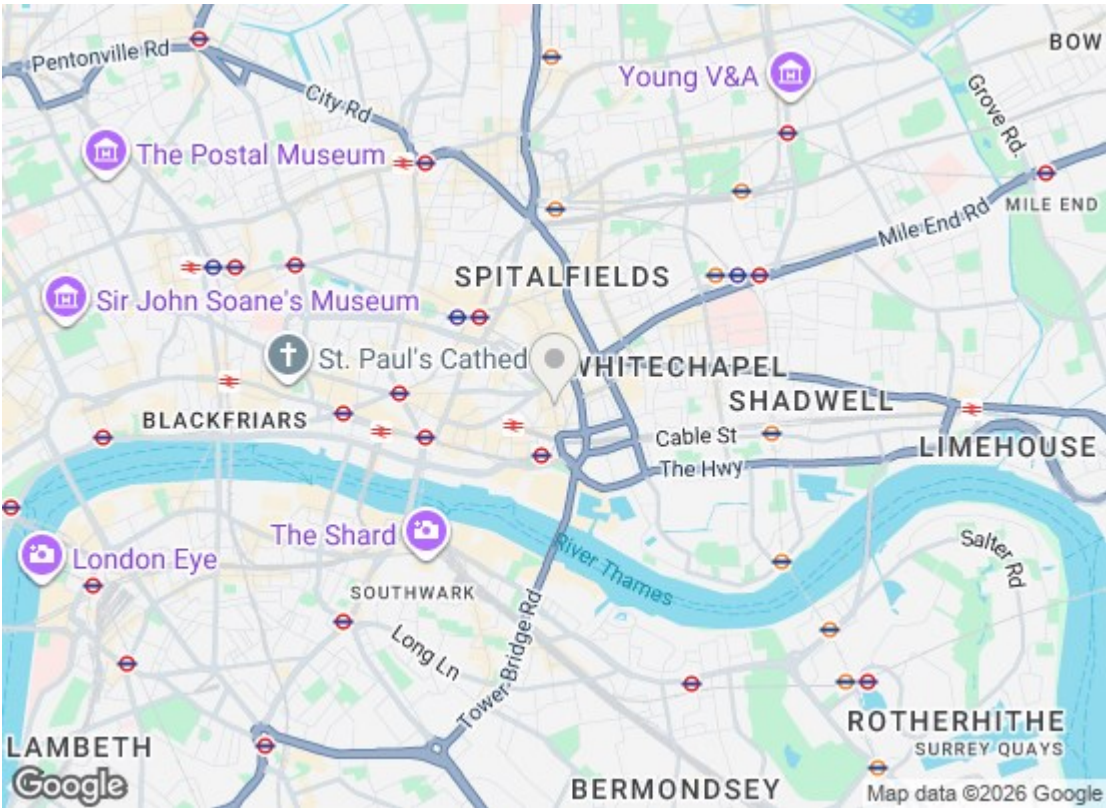 Pentonville Rd
City Rd
Young V&A
BOW
Grove Rd.
The Postal Museum
MILE END
Mile End Rd
SPITALFIELDS
Sir John Soane's Museum
St. Paul's Cathed
WHITECHAPEL
SHADWELL
BLACKFRIARS
Cable St
The Hwy
LIMEHOUSE
The Shard
London Eye
River Thames
Salter Rd
SOUTHWARK
Long Ln
Tower Bridge Rd
ROTHERHITHE
SURREY QUAYS
LAMBETH
BERMONDSEY
Google
Map data ©2026 Google